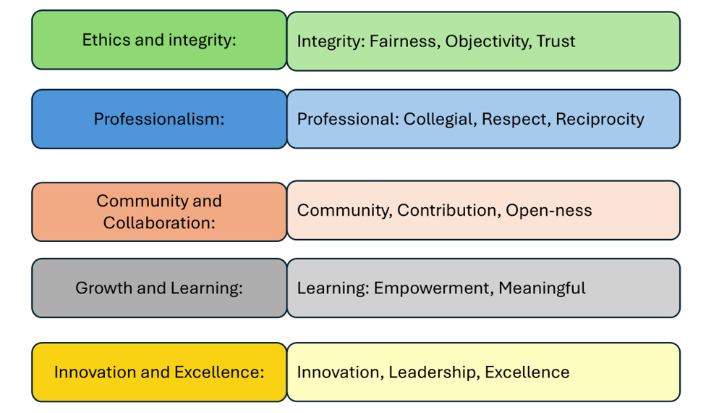 Ethics and integrity:
Integrity: Fairness, Objectivity, Trust
Professionalism:
Professional: Collegial, Respect, Reciprocity
Community and
Collaboration:
Community, Contribution, Open-ness
Growth and Learning:
Learning: Empowerment, Meaningful
Innovation and Excellence:
Innovation, Leadership, Excellence